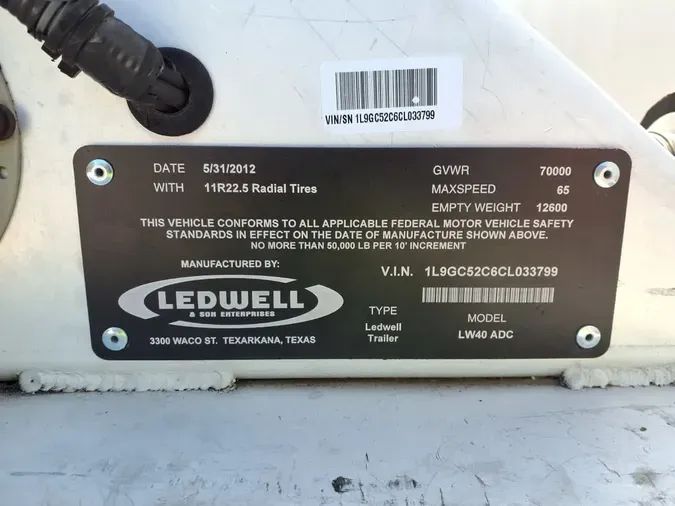 VIN/SN 1L9GC52C6CL033799
DATE 5/31/2012
WITH 11R22.5 Radial Tires
GVWR 70000
MAXSPEED 65
EMPTY WEIGHT 12600
THIS VEHICLE CONFORMS TO ALL APPLICABLE FEDERAL MOTOR VEHICLE SAFETY
STANDARDS IN EFFECT ON THE DATE OF MANUFACTURE SHOWN ABOVE.
NO MORE THAN 50,000 LB PER 10' INCREMENT
MANUFACTURED BY:
LEDWELL
& SON ENTERPRISES
3300 WACO ST. TEXARKANA, TEXAS
V.I.N. 1L9GC52C6CL033799
TYPE
Ledwell
Trailer
MODEL
LW40 ADC